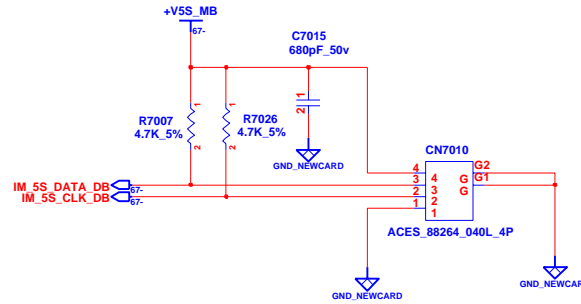 +V5S_MB
67-
C7015
680pF_50v
1
2
R7007
4.7K_5%
1
2
R7026
4.7K_5%
1
2
GND_NEWCARD
CN7010
4
3
2
1
4
3
2
1
G
G
G2
G1
IM_5S_DATA_DB
67-
IM_5S_CLK_DB
67-
ACES_88264_040L_4P
GND_NEWCARD
GND_NEWCARD